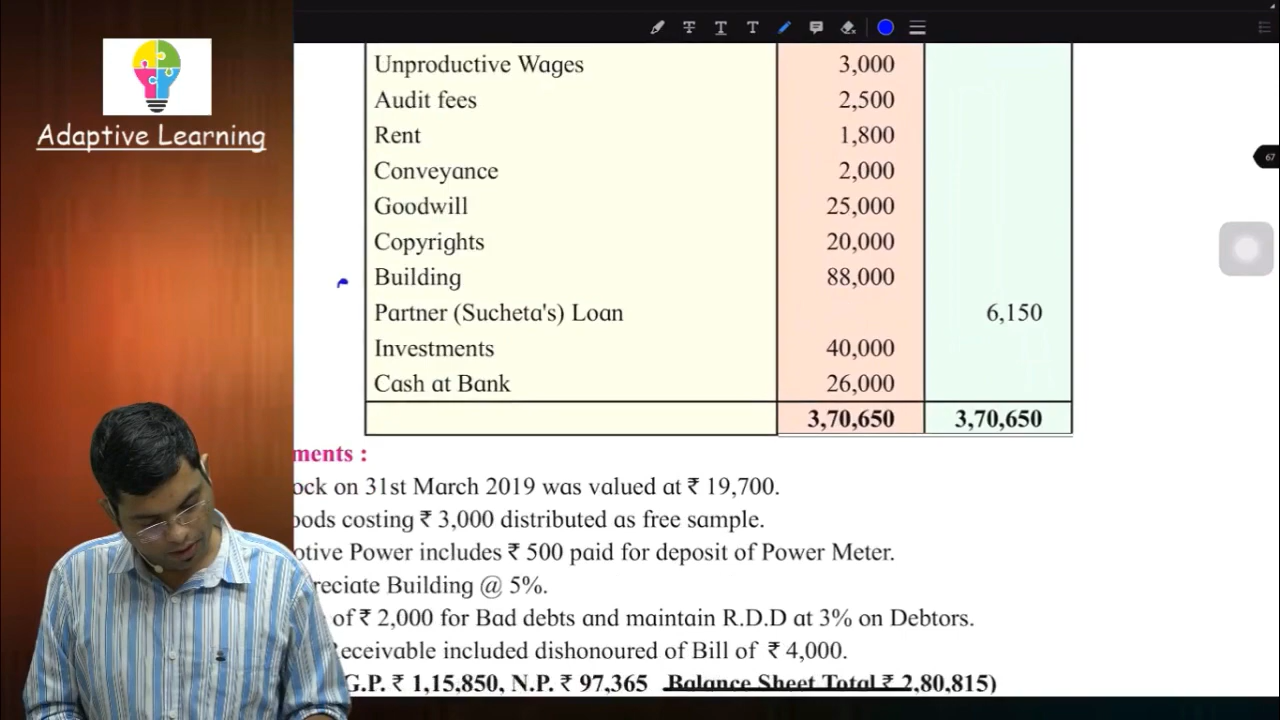 Adaptive Learning
Unproductive Wages 3,000
Audit fees 2,500
Rent 1,800
Conveyance 2,000
Goodwill 25,000
Copyrights 20,000
Building 88,000
Partner (Sucheta's) Loan 6,150
Investments 40,000
Cash at Bank 26,000
3,70,650 3,70,650
ments :
ock on 31st March 2019 was valued at ₹ 19,700.
oods costing ₹ 3,000 distributed as free sample.
otive Power includes ₹ 500 paid for deposit of Power Meter.
reciate Building @ 5%.
of ₹ 2,000 for Bad debts and maintain R.D.D at 3% on Debtors.
eceivable included dishonoured of Bill of ₹ 4,000.
G.P. ₹ 1,15,850, N.P. ₹ 97,365 Balance Sheet Total ₹ 2,80,815)
67